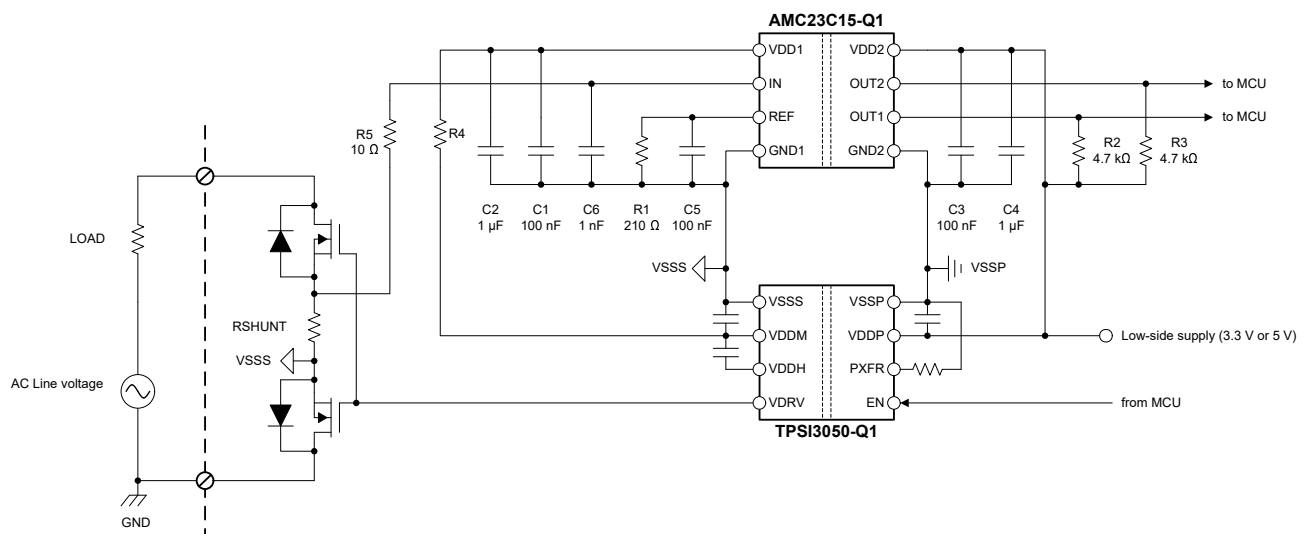 AMC23C15-Q1
VDD1
VDD2
IN
OUT2
to MCU
REF
OUT1
to MCU
GND1
GND2
R5
10 Ω
R4
R2
4.7 kΩ
R3
4.7 kΩ
C2
1 µF
C1
100 nF
C6
1 nF
R1
210 Ω
C5
100 nF
C3
100 nF
C4
1 µF
LOAD
VSSS
VSSP
VSSS
VSSP
RSHUNT
VDDM
VDDP
Low-side supply (3.3 V or 5 V)
VSSS
VDDH
PXFR
AC Line voltage
VDRV
EN
from MCU
TPSI3050-Q1
GND